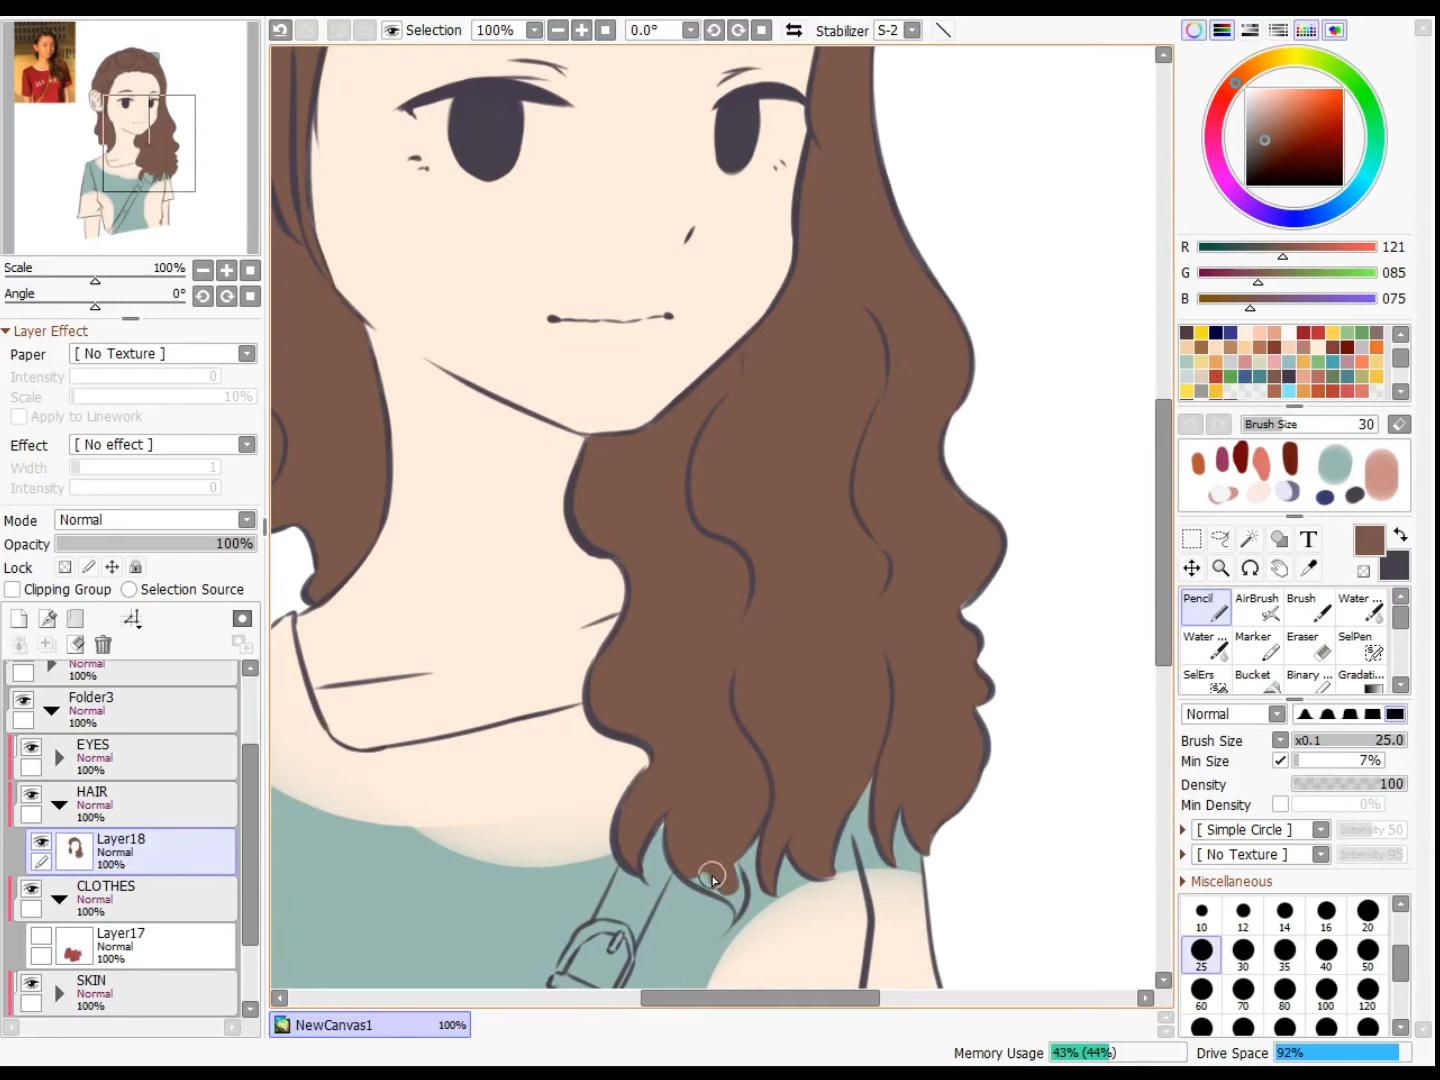 Selection 100% 0.0° Stabilizer S-2
Scale 100%
Angle 0°
Layer Effect
Paper [ No Texture ]
Intensity 0
Scale 10%
Apply to Linework
Effect [ No effect ]
Width 1
Intensity 0
Mode Normal
Opacity 100%
Lock
Clipping Group Selection Source
Normal
100%
Folder3
Normal
100%
EYES
Normal
100%
HAIR
Normal
100%
Layer18
Normal
100%
CLOTHES
Normal
100%
Layer17
Normal
100%
SKIN
Normal
100%
NewCanvas1 100%
R 121
G 085
B 075
Brush Size 30
T
Pencil AirBrush Brush Water ...
Water ... Marker Eraser SelPen
SelErs Bucket Binary ... Gradati...
Normal
Brush Size x0.1 25.0
Min Size 7%
Density 100
Min Density 0%
[ Simple Circle ] Intensity 50
[ No Texture ] Intensity 95
Miscellaneous
10 12 14 16 20
25 30 35 40 50
60 70 80 100 120
Memory Usage 43% (44%) Drive Space 92%